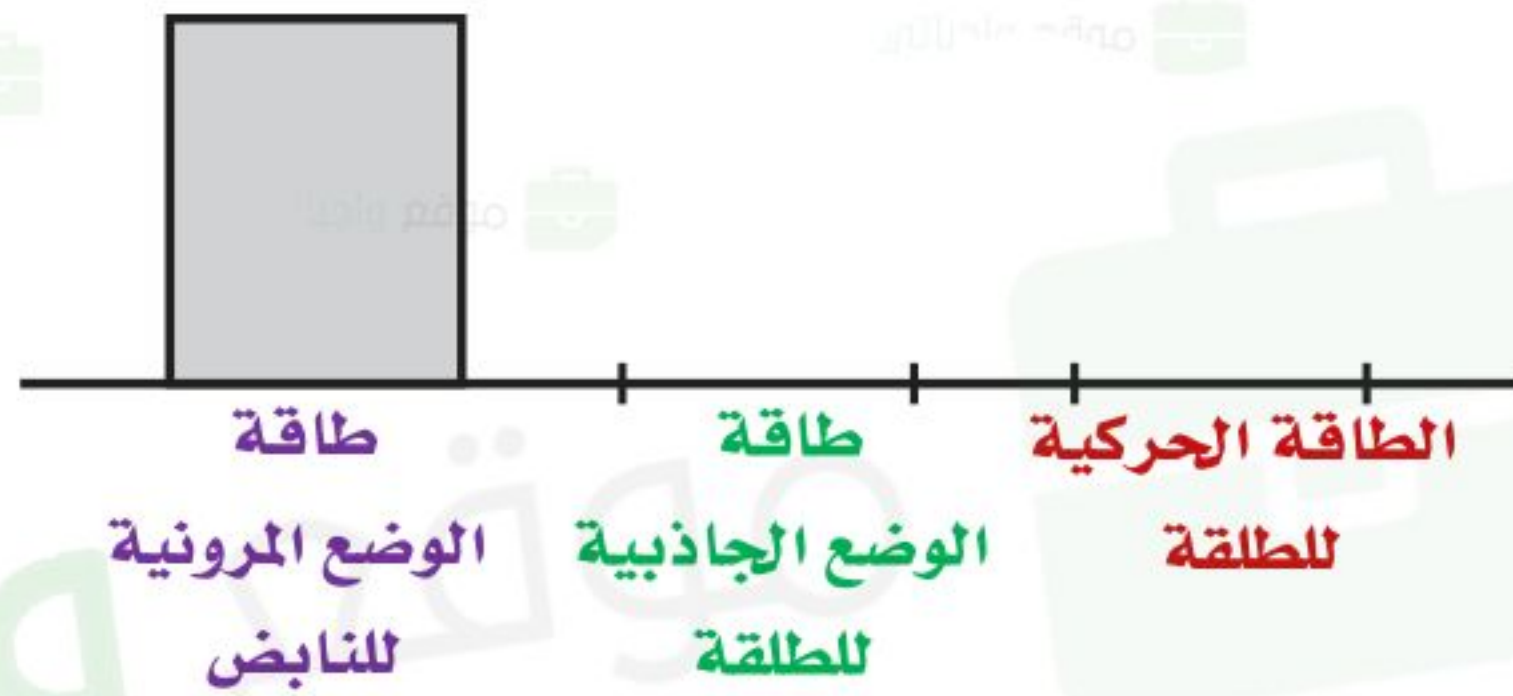 الطاقة الحركية
للطلقة
طاقة
الوضع الجاذبية
للطلقة
طاقة
الوضع المرونية
للنابض